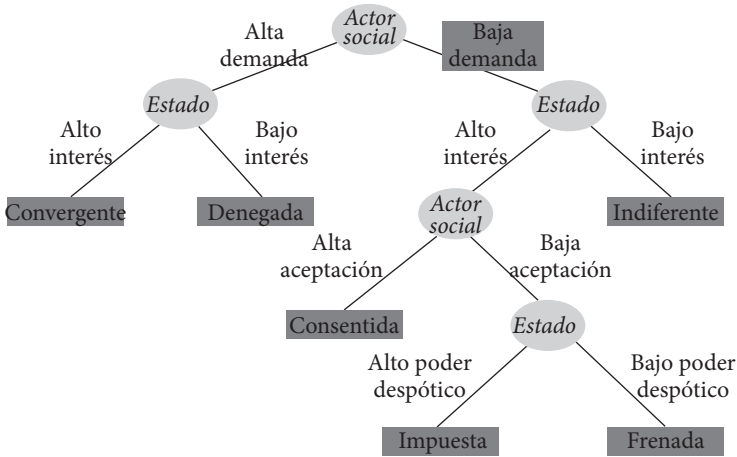 Actor
social
Alta
demanda
Baja
demanda
Estado
Estado
Alto
interés
Bajo
interés
Alto
interés
Bajo
interés
Convergente
Denegada
Actor
social
Indiferente
Alta
aceptación
Baja
aceptación
Consentida
Estado
Alto poder
despótico
Bajo poder
despótico
Impuesta
Frenada